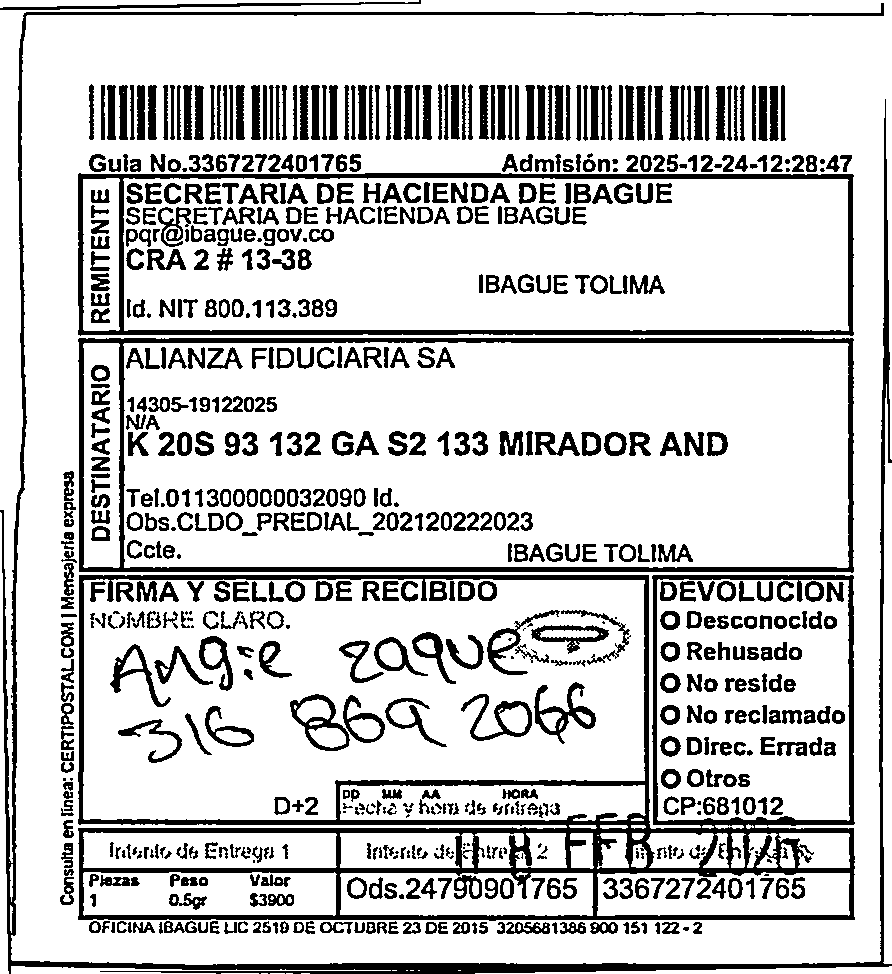 Guia No.3367272401765 Admisión: 2025-12-24-12:28:47
REMITENTE
SECRETARIA DE HACIENDA DE IBAGUE
SECRETARIA DE HACIENDA DE IBAGUE
pqr@ibague.gov.co
CRA 2 # 13-38
IBAGUE TOLIMA
Id. NIT 800.113.389
DESTINATARIO
ALIANZA FIDUCIARIA SA
14305-19122025
N/A
K 20S 93 132 GA S2 133 MIRADOR AND
Tel.011300000032090 Id.
Obs.CLDO_PREDIAL_202120222023
Ccte. IBAGUE TOLIMA
Consulta en línea: CERTIPOSTAL.COM | Mensajería expresa
FIRMA Y SELLO DE RECIBIDO
NOMBRE CLARO.
Angie zaque
316 869 2066
D+2
DD MM AA HORA
Fecha y hora de entrega
DEVOLUCION
Desconocido
Rehusado
No reside
No reclamado
Direc. Errada
Otros
CP:681012
FEB 2026
Intento de Entrega 1 Intento de Entrega 2 Intento de Entrega
Piezas Peso Valor
1 0.5gr $3900
Ods.24790901765 3367272401765
OFICINA IBAGUE LIC 2519 DE OCTUBRE 23 DE 2015 3205681386 900 151 122 - 2